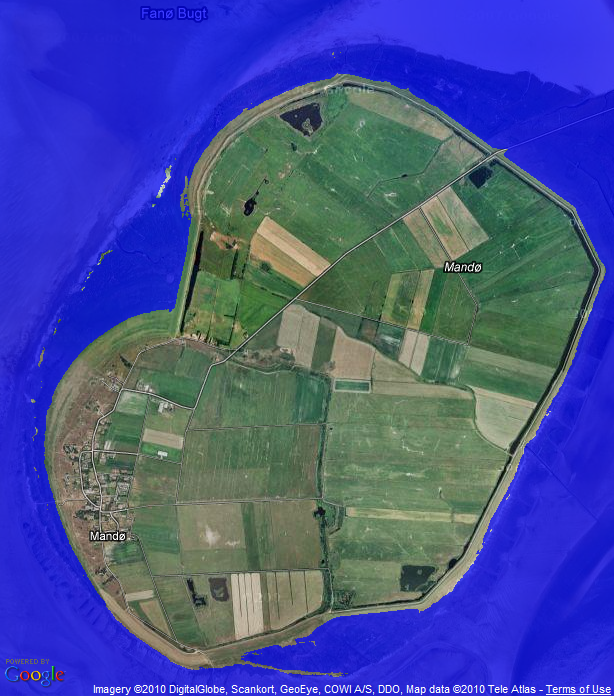 Fanø Bugt
Google
Mandø
Mandø
POWERED BY
Google
Imagery ©2010 DigitalGlobe, Scankort, GeoEye, COWI A/S, DDO, Map data ©2010 Tele Atlas - Terms of Use